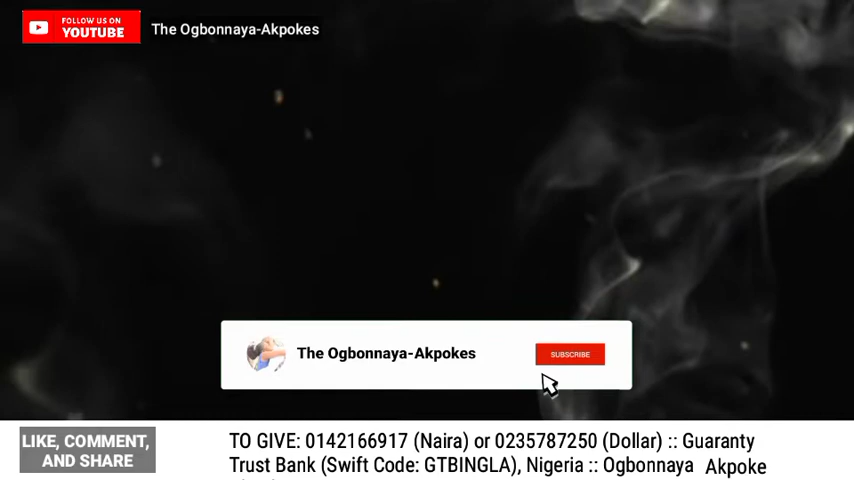 FOLLOW US ON
YOUTUBE
The Ogbonnaya-Akpokes
The Ogbonnaya-Akpokes
SUBSCRIBE
LIKE, COMMENT,
AND SHARE
TO GIVE: 0142166917 (Naira) or 0235787250 (Dollar) :: Guaranty
Trust Bank (Swift Code: GTBINGLA), Nigeria :: Ogbonnaya Akpoke